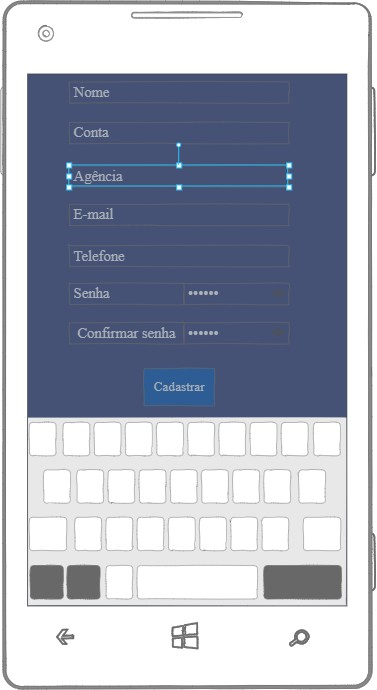 Nome
Conta
Agência
E-mail
Telefone
Senha ••••••
Confirmar senha ••••••
Cadastrar